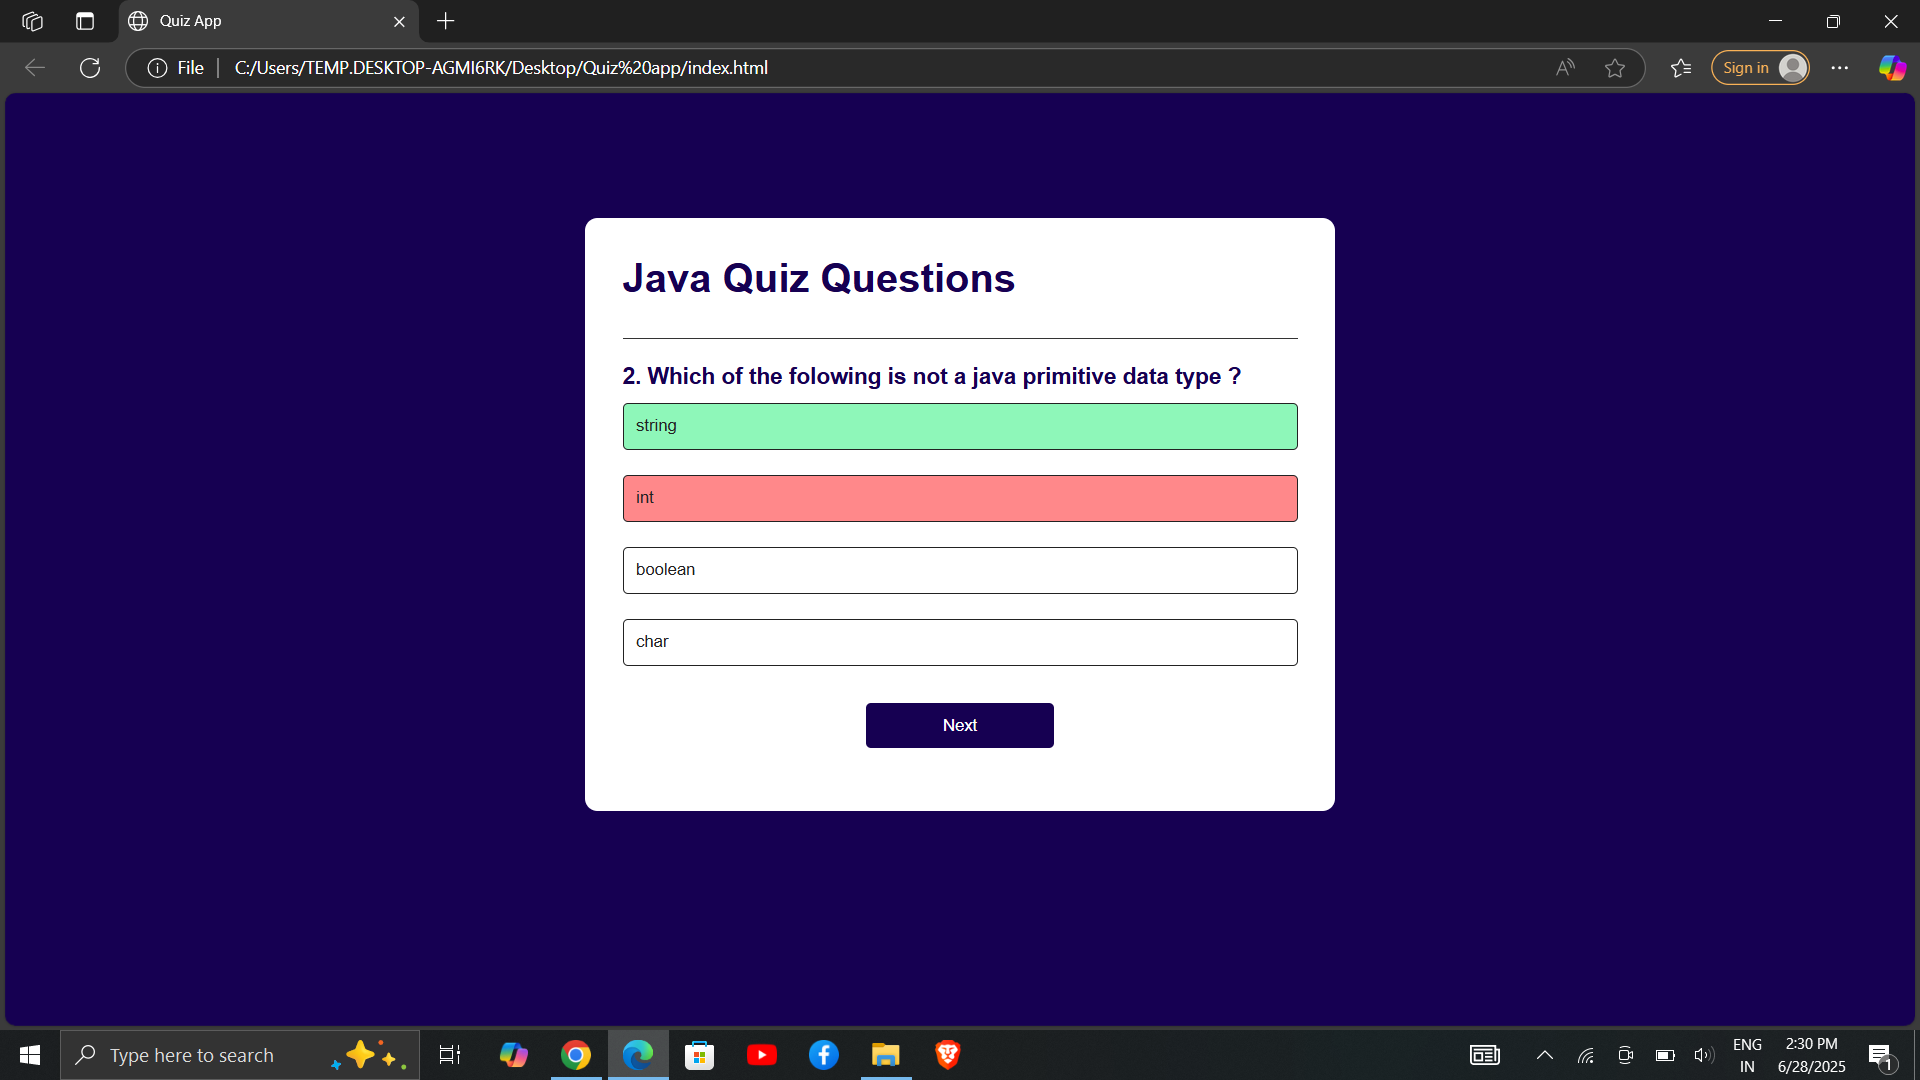 Quiz App
File
C:/Users/TEMP.DESKTOP-AGMI6RK/Desktop/Quiz%20app/index.html
Sign in
Java Quiz Questions
2. Which of the folowing is not a java primitive data type ?
string
int
boolean
char
Next
Type here to search
ENG
IN
2:30 PM
6/28/2025
1